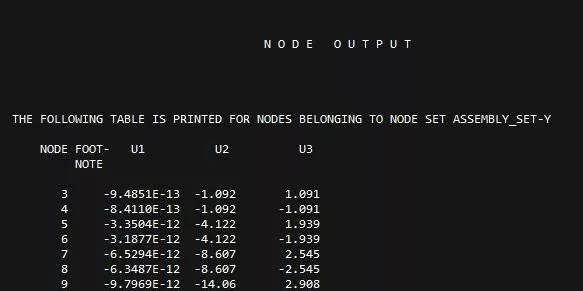 N O D E   O U T P U T
THE FOLLOWING TABLE IS PRINTED FOR NODES BELONGING TO NODE SET ASSEMBLY_SET-Y
NODE FOOT-   U1          U2          U3
NOTE
3     -9.4851E-13  -1.092       1.091
4     -8.4110E-13  -1.092      -1.091
5     -3.3504E-12  -4.122       1.939
6     -3.1877E-12  -4.122      -1.939
7     -6.5294E-12  -8.607       2.545
8     -6.3487E-12  -8.607      -2.545
9     -9.7969E-12  -14.06       2.908